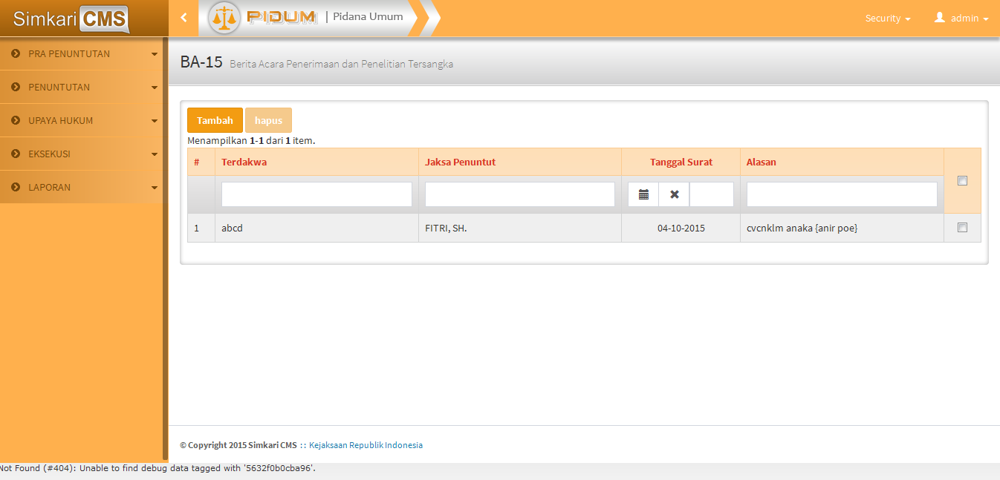 Simkari CMS
PIDUM | Pidana Umum
Security
admin
PRA PENUNTUTAN
PENUNTUTAN
UPAYA HUKUM
EKSEKUSI
LAPORAN
BA-15 Berita Acara Penerimaan dan Penelitian Tersangka
Tambah hapus
Menampilkan 1-1 dari 1 item.
# Terdakwa Jaksa Penuntut Tanggal Surat Alasan
1 abcd FITRI, SH. 04-10-2015 cvcnklm anaka {anir poe}
© Copyright 2015 Simkari CMS :: Kejaksaan Republik Indonesia
Not Found (#404): Unable to find debug data tagged with '5632f0b0cba96'.